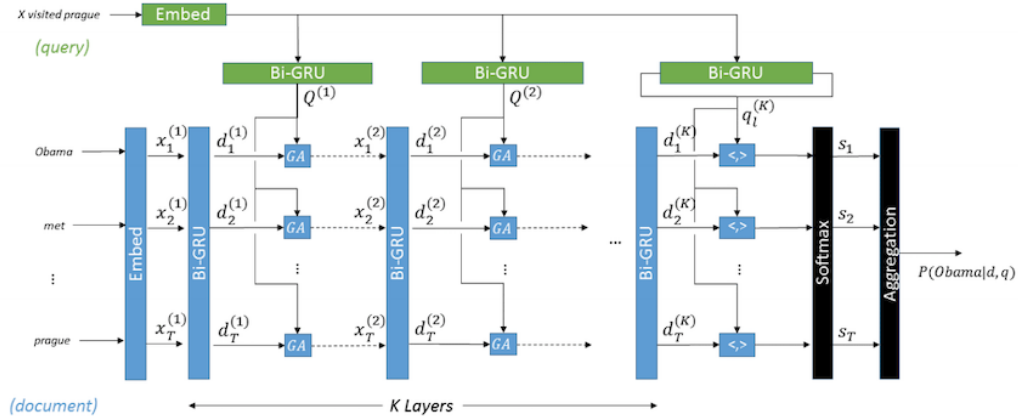 X visited prague
Embed
(query)
Bi-GRU Bi-GRU Bi-GRU
Q^(1) Q^(2) q_l^(K)
Obama x_1^(1) d_1^(1) GA x_1^(2) d_1^(2) GA d_1^(K) <,> s_1
met x_2^(1) d_2^(1) GA x_2^(2) d_2^(2) GA ... d_2^(K) <,> s_2
Embed Bi-GRU Bi-GRU Bi-GRU Softmax Aggregation
P(Obama|d,q)
⋮ ⋮ ⋮ ⋮
prague x_T^(1) d_T^(1) GA x_T^(2) d_T^(2) GA d_T^(K) <,> s_T
(document)
K Layers